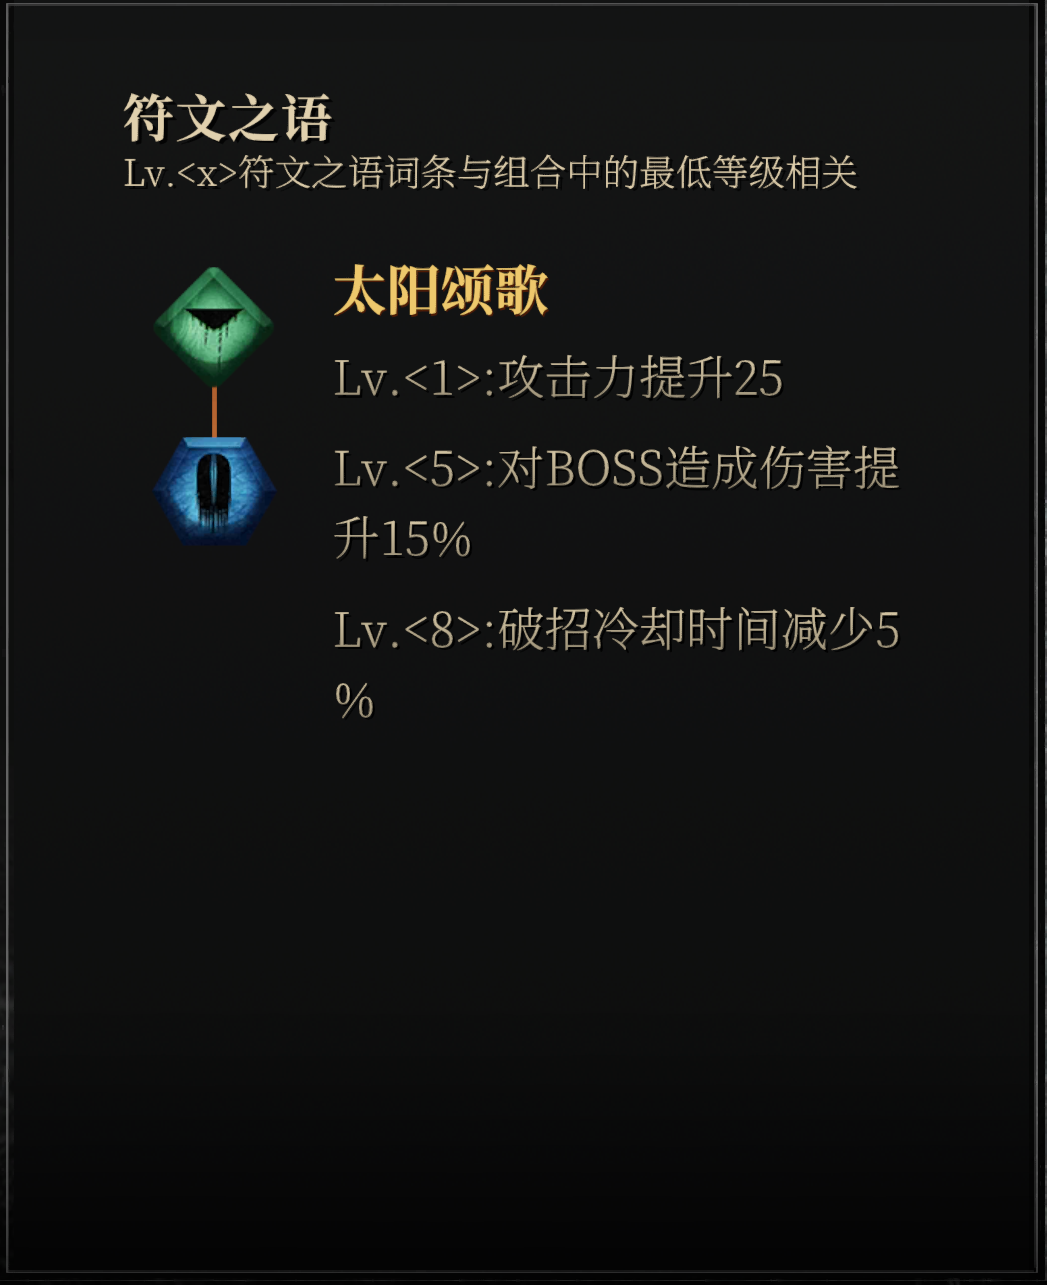 符文之语
Lv.<x>符文之语词条与组合中的最低等级相关
太阳颂歌
Lv.<1>:攻击力提升25
Lv.<5>:对BOSS造成伤害提
升15%
Lv.<8>:破招冷却时间减少5
%